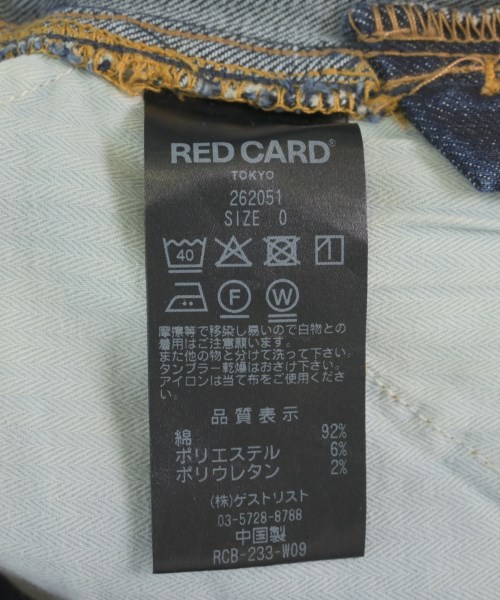 RED CARD®
TOKYO
262051
SIZE 0
40
F W
摩擦等で移染し易いので白物との
着用はご注意願います。
また他の物と分けて洗って下さい。
タンブラー乾燥はおさけ下さい。
アイロンは当て布をご使用くださ
い。
品質表示
綿 92%
ポリエステル 6%
ポリウレタン 2%
(株)ゲストリスト
03-5728-8788
中国製
RCB-233-W09